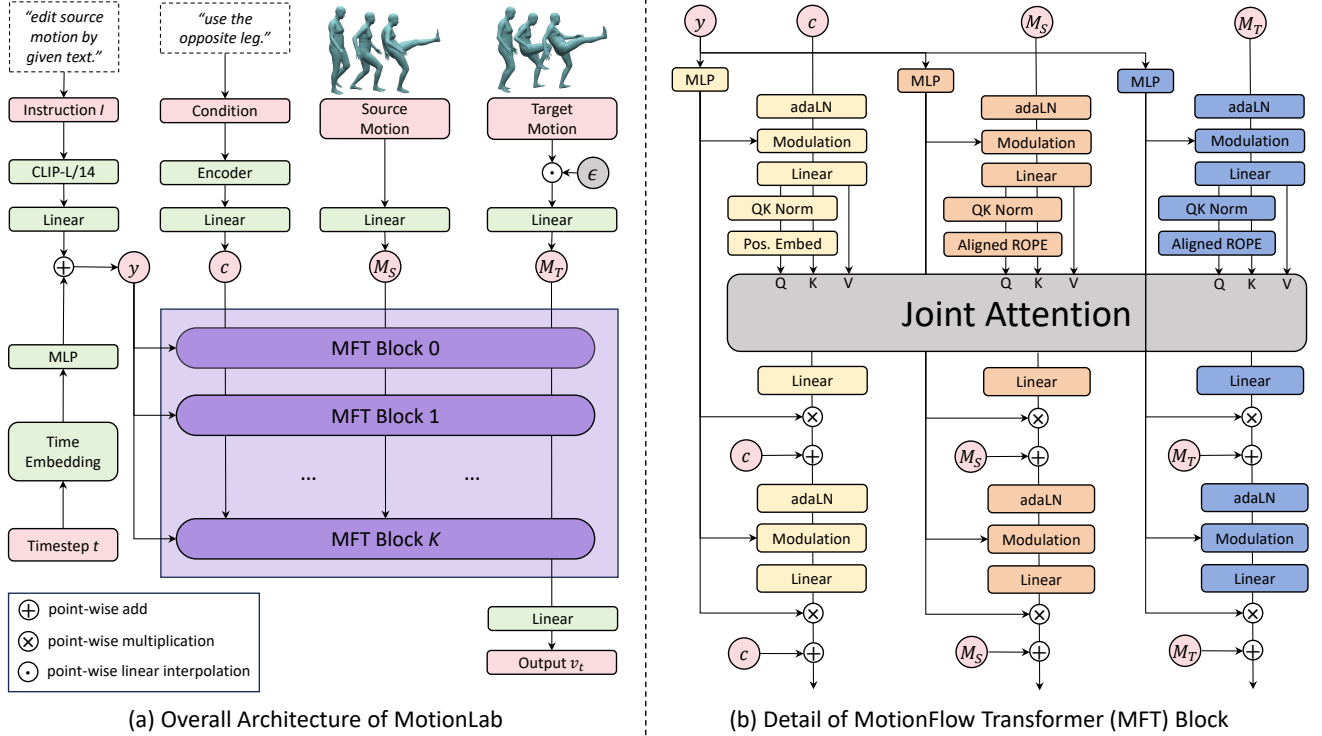 “edit source
motion by
given text.”
“use the
opposite leg.”
Instruction I
Condition
Source
Motion
Target
Motion
CLIP-L/14
Encoder
ϵ
Linear
Linear
Linear
Linear
y
c
M_S
M_T
MFT Block 0
MLP
MFT Block 1
Time
Embedding
...
...
MFT Block K
Timestep t
point-wise add
point-wise multiplication
point-wise linear interpolation
Linear
Output v_t
(a) Overall Architecture of MotionLab
y
c
M_S
M_T
MLP
MLP
MLP
adaLN
adaLN
adaLN
Modulation
Modulation
Modulation
Linear
Linear
Linear
QK Norm
QK Norm
QK Norm
Pos. Embed
Aligned ROPE
Aligned ROPE
Q K V
Q K V
Q K V
Joint Attention
Linear
Linear
Linear
c
M_S
M_T
adaLN
adaLN
adaLN
Modulation
Modulation
Modulation
Linear
Linear
Linear
c
M_S
M_T
(b) Detail of MotionFlow Transformer (MFT) Block